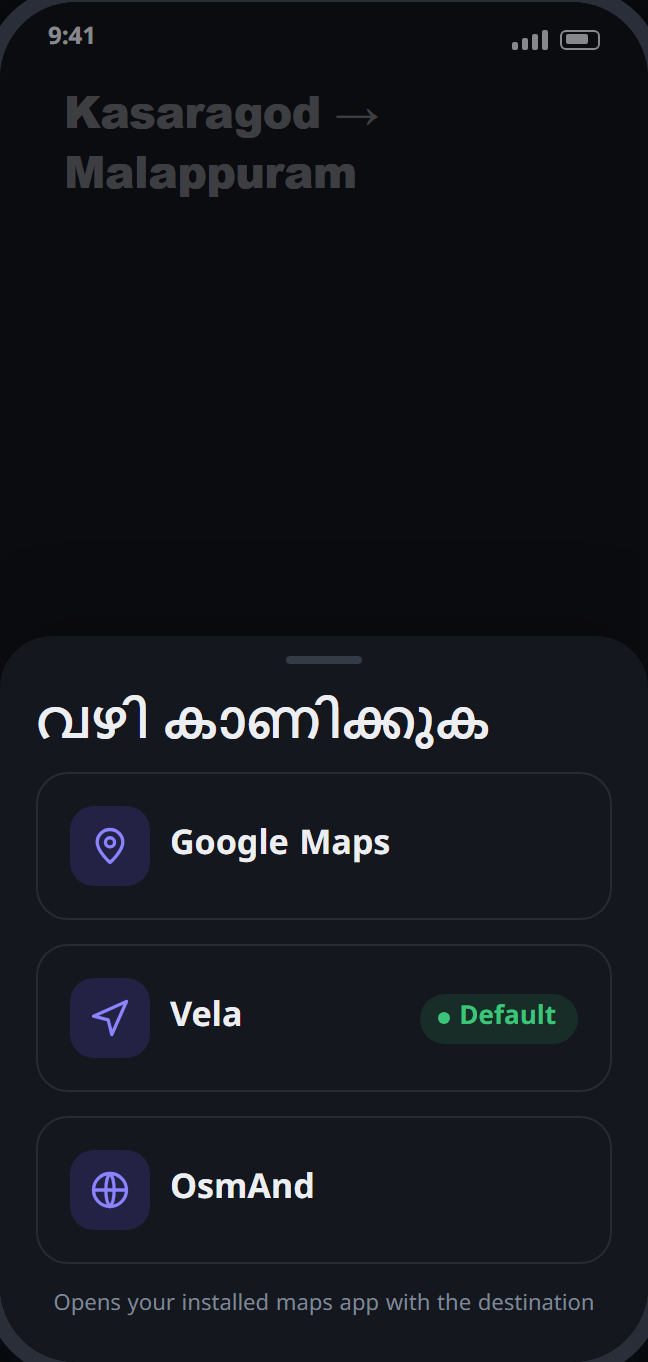 9:41
Kasaragod →
Malappuram
വഴി കാണിക്കുക
Google Maps
Vela
Default
OsmAnd
Opens your installed maps app with the destination